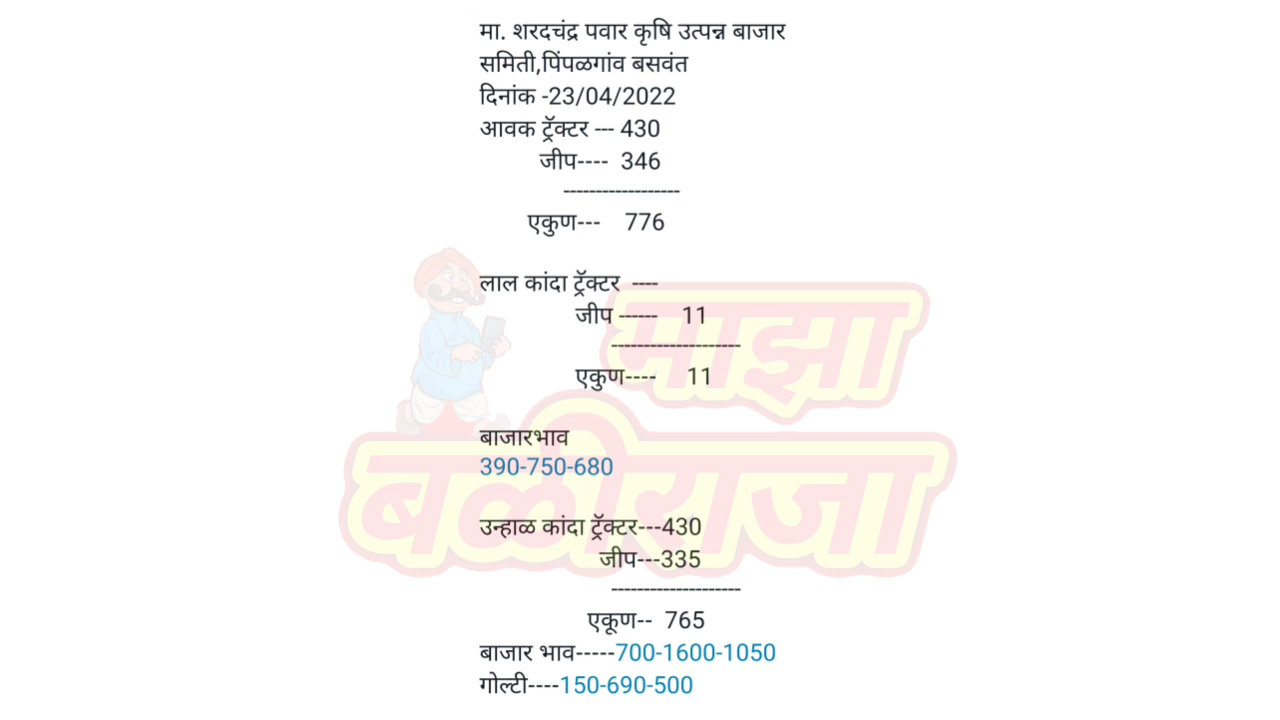 मा. शरदचंद्र पवार कृषि उत्पन्न बाजार
समिती,पिंपळगांव बसवंत
दिनांक -23/04/2022
आवक ट्रॅक्टर --- 430
जीप---- 346
------------------
एकुण--- 776
लाल कांदा ट्रॅक्टर ----
जीप ------ 11
--------------------
एकुण---- 11
बाजारभाव
390-750-680
उन्हाळ कांदा ट्रॅक्टर---430
जीप---335
--------------------
एकूण-- 765
बाजार भाव-----700-1600-1050
गोल्टी----150-690-500
माझा
बळीराजा